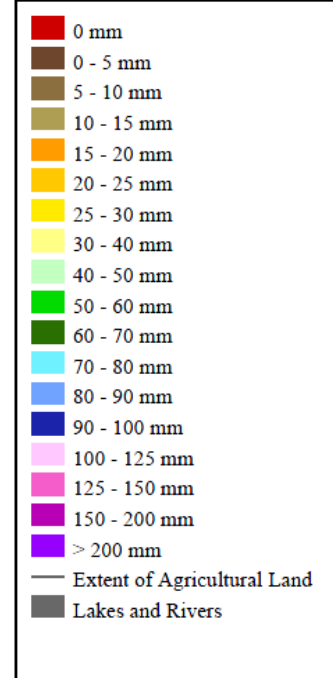 0 mm
0 - 5 mm
5 - 10 mm
10 - 15 mm
15 - 20 mm
20 - 25 mm
25 - 30 mm
30 - 40 mm
40 - 50 mm
50 - 60 mm
60 - 70 mm
70 - 80 mm
80 - 90 mm
90 - 100 mm
100 - 125 mm
125 - 150 mm
150 - 200 mm
> 200 mm
Extent of Agricultural Land
Lakes and Rivers